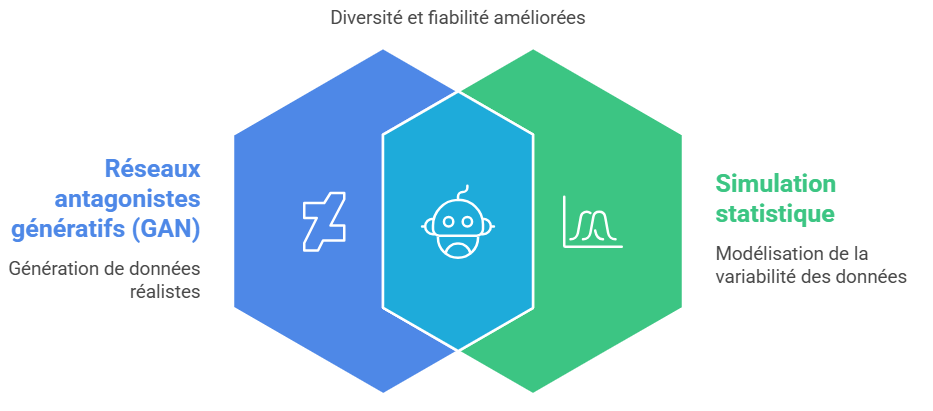 Diversité et fiabilité améliorées
Réseaux
antagonistes
génératifs (GAN)
Génération de données
réalistes
Simulation
statistique
Modélisation de la
variabilité des données